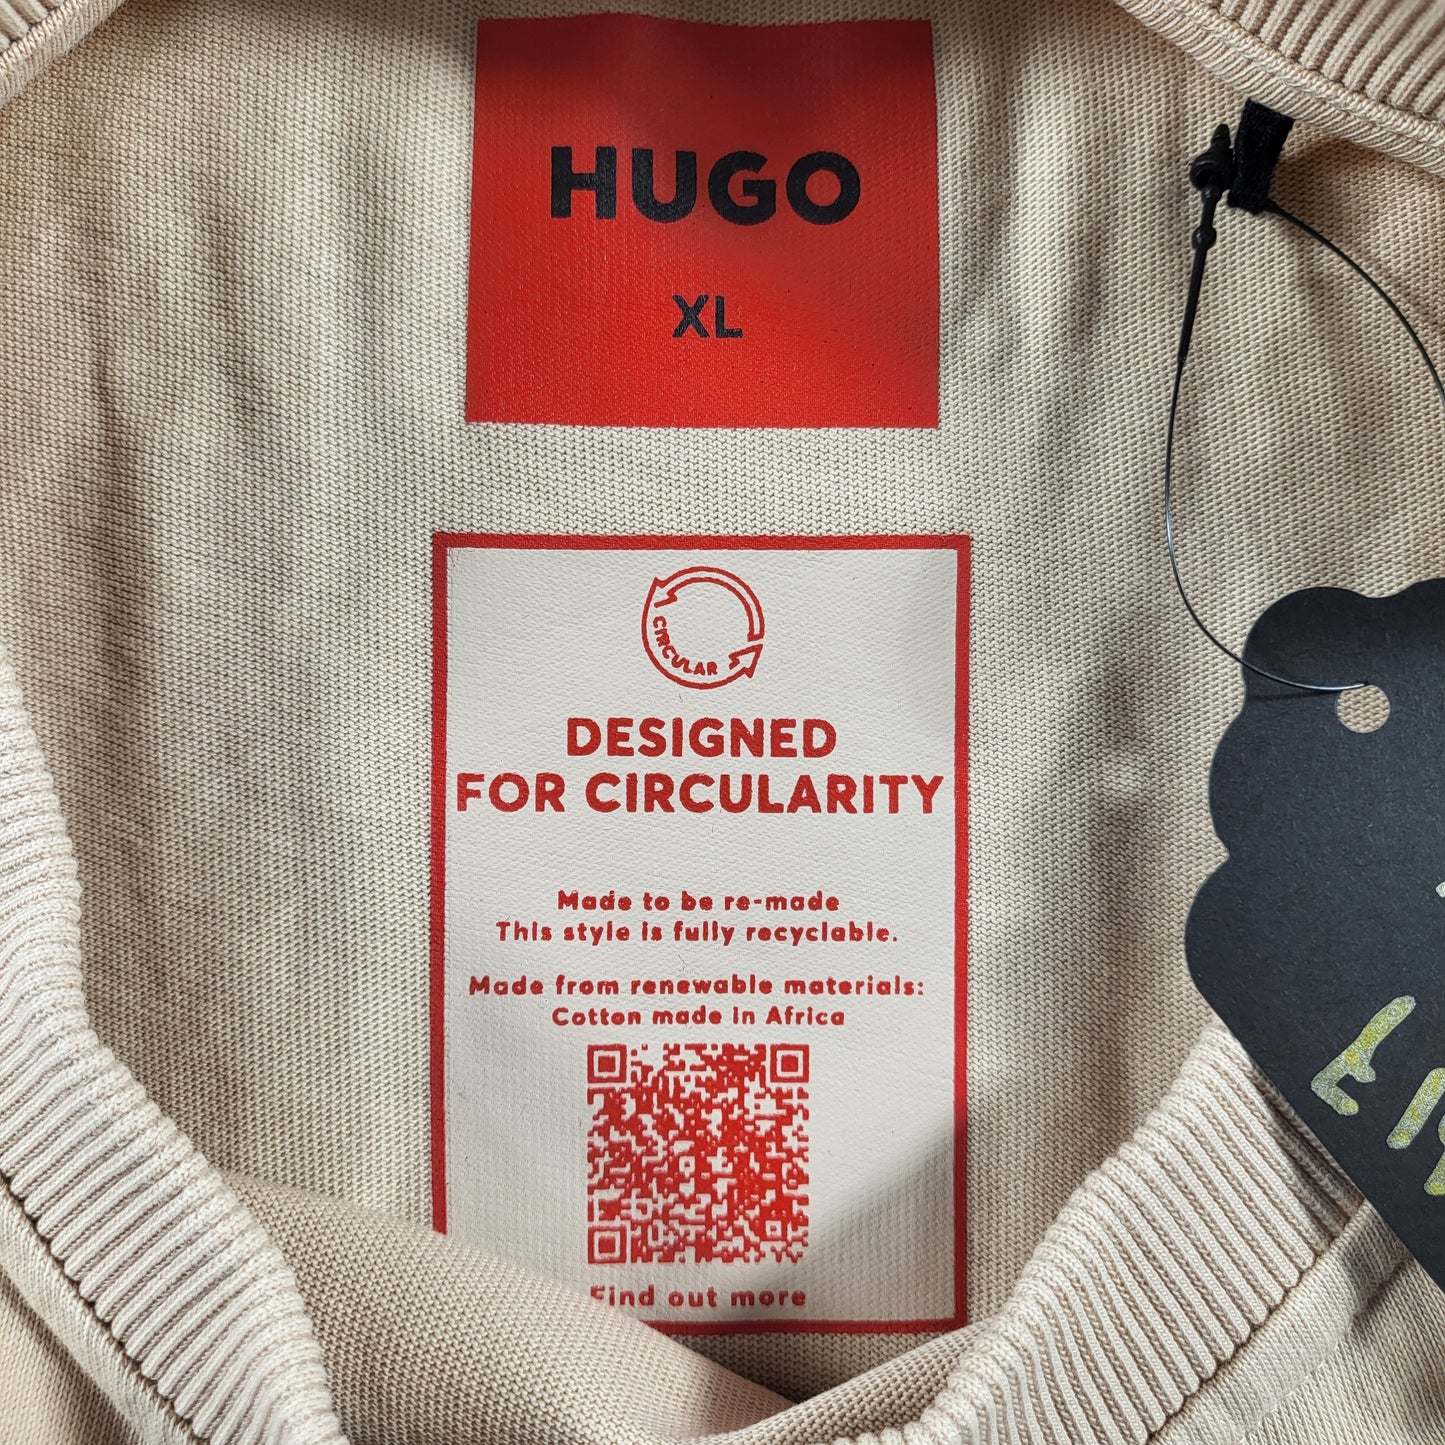 HUGO
XL
CIRCULAR
DESIGNED
FOR CIRCULARITY
Made to be re-made
This style is fully recyclable.
Made from renewable materials:
Cotton made in Africa
Find out more